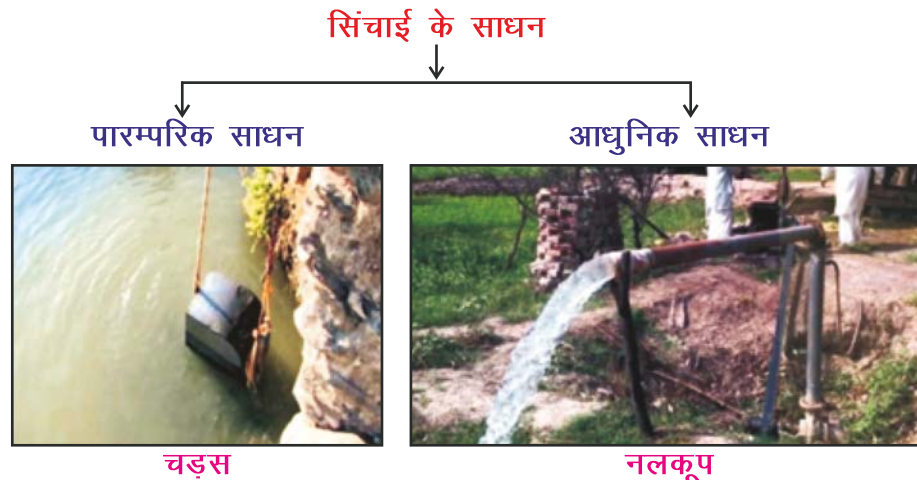 सिंचाई के साधन
पारम्परिक साधन
आधुनिक साधन
चड़स
नलकूप